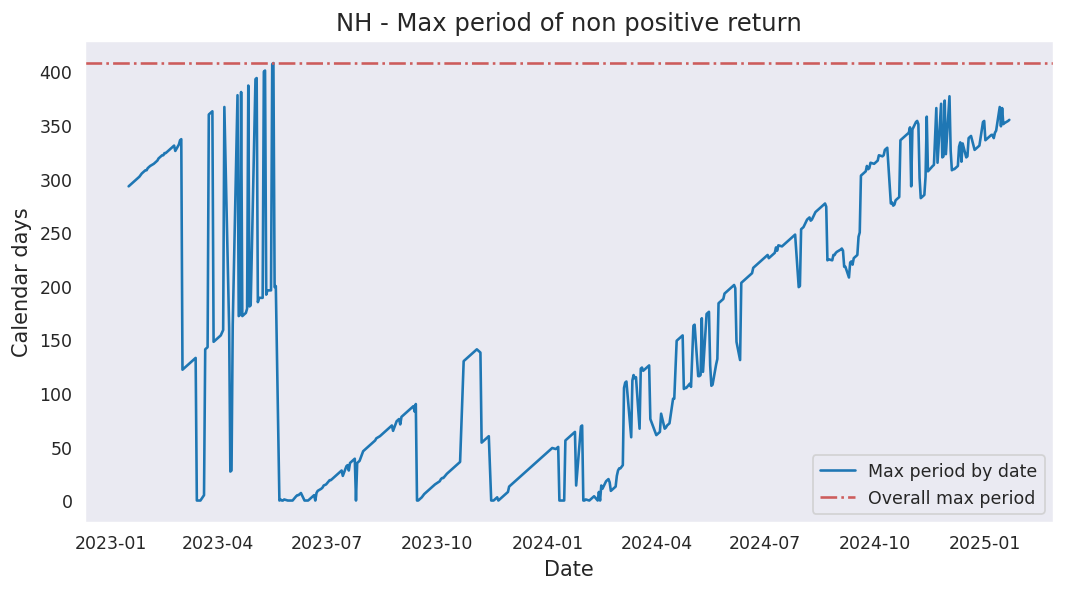 NH - Max period of non positive return
Calendar days
400
350
300
250
200
150
100
50
0
Max period by date
Overall max period
2023-01 2023-04 2023-07 2023-10 2024-01 2024-04 2024-07 2024-10 2025-01
Date